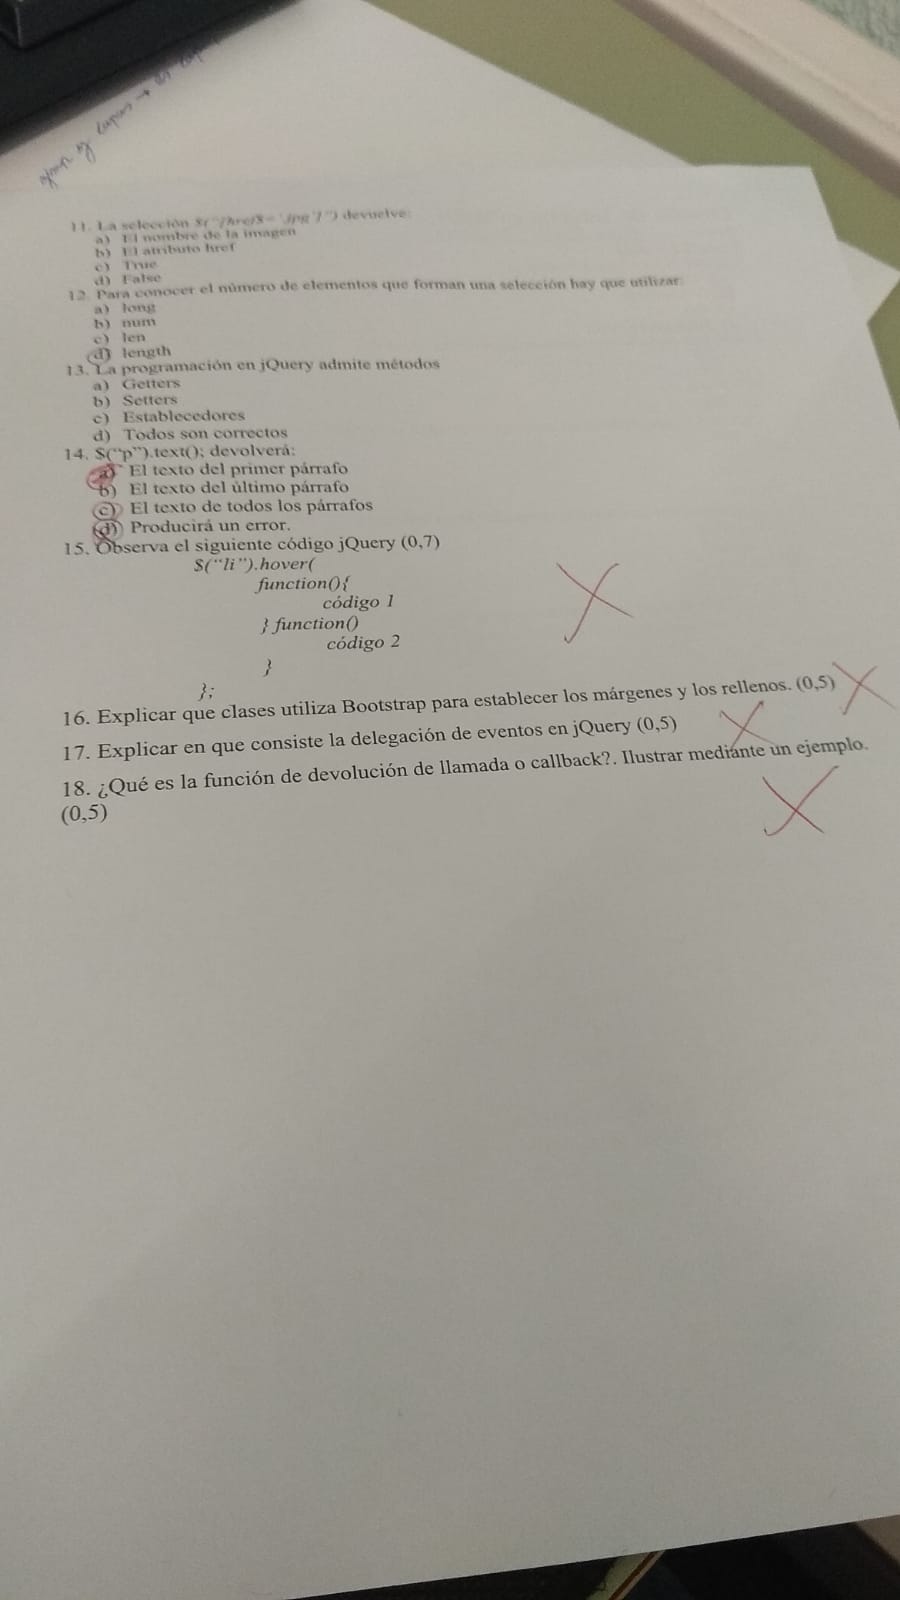 y
11. La selección $("[href$='.jpg']") devuelve:
a) El nombre de la imagen
b) El atributo href
c) True
d) False
12. Para conocer el número de elementos que forman una selección hay que utilizar:
a) long
b) num
c) len
d) length
13. La programación en jQuery admite métodos
a) Getters
b) Setters
c) Establecedores
d) Todos son correctos
14. $("p").text(); devolverá:
a) El texto del primer párrafo
b) El texto del último párrafo
c) El texto de todos los párrafos
d) Producirá un error.
15. Observa el siguiente código jQuery (0,7)
$("li").hover(
function(){
código 1
} function()
código 2
}
};
16. Explicar que clases utiliza Bootstrap para establecer los márgenes y los rellenos. (0,5)
17. Explicar en que consiste la delegación de eventos en jQuery (0,5)
18. ¿Qué es la función de devolución de llamada o callback?. Ilustrar mediante un ejemplo.
(0,5)